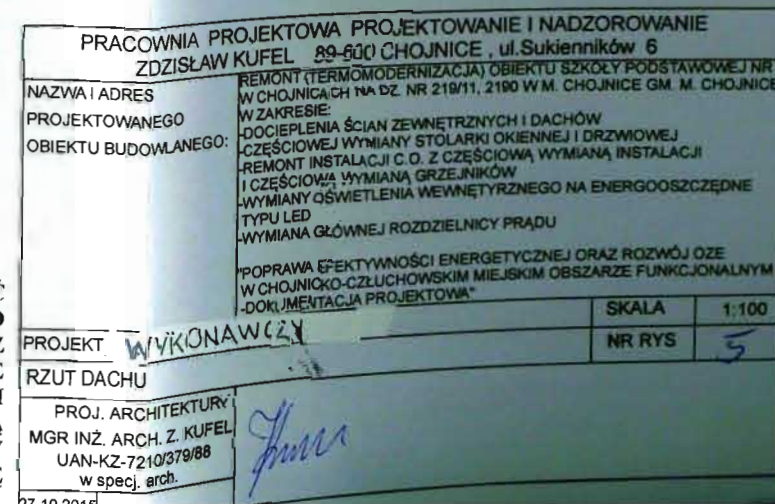 PRACOWNIA PROJEKTOWA PROJEKTOWANIE I NADZOROWANIE
ZDZISŁAW KUFEL 89-600 CHOJNICE , ul.Sukienników 6
NAZWA I ADRES
PROJEKTOWANEGO
OBIEKTU BUDOWLANEGO:
REMONT (TERMOMODERNIZACJA) OBIEKTU SZKOŁY PODSTAWOWEJ NR
W CHOJNICACH NA DZ. NR 219/11, 2190 W M. CHOJNICE GM. M. CHOJNICE
W ZAKRESIE:
-DOCIEPLENIA ŚCIAN ZEWNĘTRZNYCH I DACHÓW
-CZĘŚCIOWEJ WYMIANY STOLARKI OKIENNEJ I DRZWIOWEJ
-REMONT INSTALACJI C.O. Z CZĘŚCIOWĄ WYMIANĄ INSTALACJI
I CZĘŚCIOWĄ WYMIANĄ GRZEJNIKÓW
-WYMIANY OŚWIETLENIA WEWNĘTYRZNEGO NA ENERGOOSZCZĘDNE
TYPU LED
-WYMIANA GŁÓWNEJ ROZDZIELNICY PRĄDU
"POPRAWA EFEKTYWNOŚCI ENERGETYCZNEJ ORAZ ROZWÓJ OZE
W CHOJNICKO-CZŁUCHOWSKIM MIEJSKIM OBSZARZE FUNKCJONALNYM
-DOKUMENTACJA PROJEKTOWA"
SKALA 1:100
PROJEKT WYKONAWCZY
NR RYS 5
RZUT DACHU
PROJ. ARCHITEKTURY
MGR INŻ. ARCH. Z. KUFEL
UAN-KZ-7210/379/88
w specj. arch.
27.10.2015